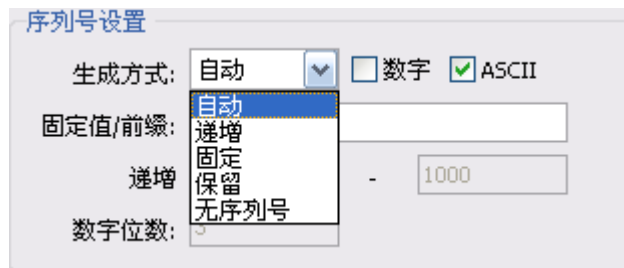 序列号设置
生成方式: 自动 数字 ASCII
自动
固定值/前缀:
递增
固定
递增 - 1000
保留
无序列号
数字位数: 3